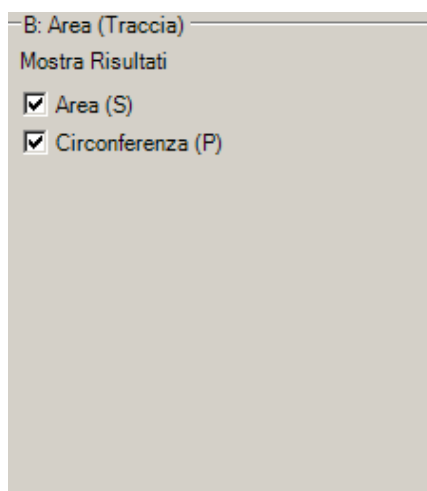 B: Area (Traccia)
Mostra Risultati
Area (S)
Circonferenza (P)